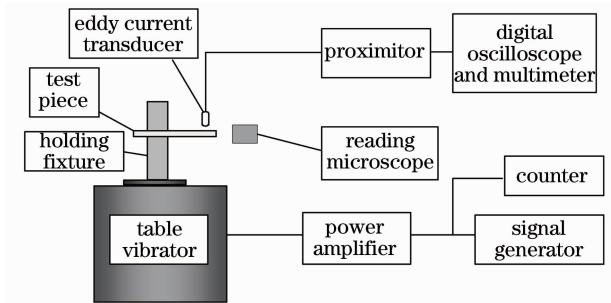 eddy current
transducer
proximitor
digital
oscilloscope
and multimeter
test
piece
holding
fixture
reading
microscope
counter
table
vibrator
power
amplifier
signal
generator